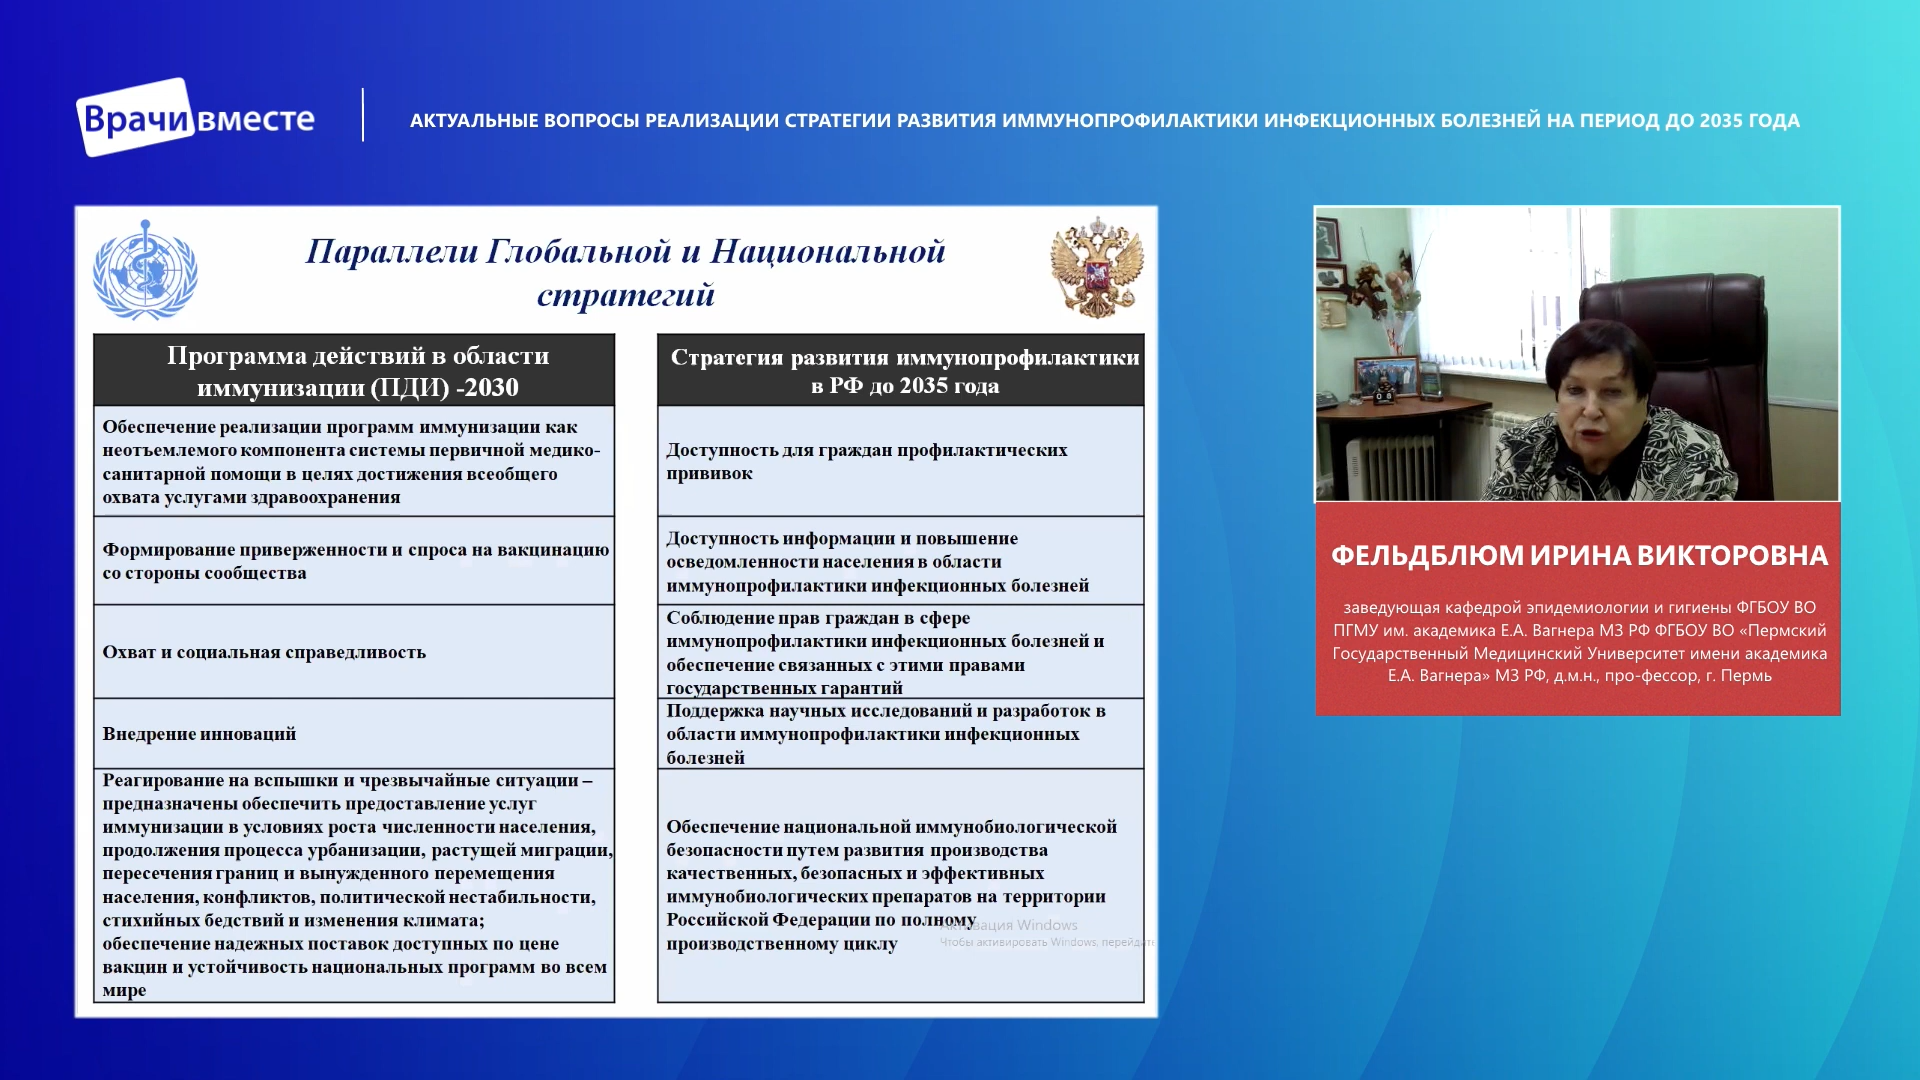 Врачи вместе
АКТУАЛЬНЫЕ ВОПРОСЫ РЕАЛИЗАЦИИ СТРАТЕГИИ РАЗВИТИЯ ИММУНОПРОФИЛАКТИКИ ИНФЕКЦИОННЫХ БОЛЕЗНЕЙ НА ПЕРИОД ДО 2035 ГОДА
Параллели Глобальной и Национальной
стратегий
Программа действий в области
иммунизации (ПДИ) -2030
Обеспечение реализации программ иммунизации как
неотъемлемого компонента системы первичной медико-
санитарной помощи в целях достижения всеобщего
охвата услугами здравоохранения
Формирование приверженности и спроса на вакцинацию
со стороны сообщества
Охват и социальная справедливость
Внедрение инноваций
Реагирование на вспышки и чрезвычайные ситуации –
предназначены обеспечить предоставление услуг
иммунизации в условиях роста численности населения,
продолжения процесса урбанизации, растущей миграции,
пересечения границ и вынужденного перемещения
населения, конфликтов, политической нестабильности,
стихийных бедствий и изменения климата;
обеспечение надежных поставок доступных по цене
вакцин и устойчивость национальных программ во всем
мире
Стратегия развития иммунопрофилактики
в РФ до 2035 года
Доступность для граждан профилактических
прививок
Доступность информации и повышение
осведомленности населения в области
иммунопрофилактики инфекционных болезней
Соблюдение прав граждан в сфере
иммунопрофилактики инфекционных болезней и
обеспечение связанных с этими правами
государственных гарантий
Поддержка научных исследований и разработок в
области иммунопрофилактики инфекционных
болезней
Обеспечение национальной иммунобиологической
безопасности путем развития производства
качественных, безопасных и эффективных
иммунобиологических препаратов на территории
Российской Федерации по полному
производственному циклу
Активация Windows
Чтобы активировать Windows, перейдит
ФЕЛЬДБЛЮМ ИРИНА ВИКТОРОВНА
заведующая кафедрой эпидемиологии и гигиены ФГБОУ ВО
ПГМУ им. академика Е.А. Вагнера МЗ РФ ФГБОУ ВО «Пермский
Государственный Медицинский Университет имени академика
Е.А. Вагнера» МЗ РФ, д.м.н., про-фессор, г. Пермь